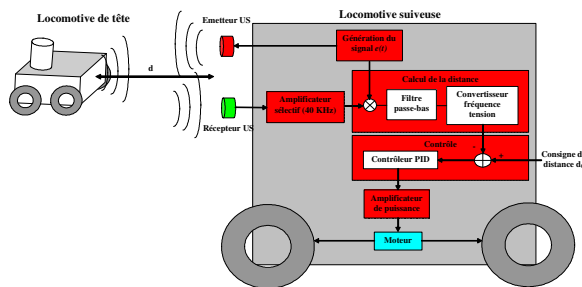 Locomotive de tête
Locomotive suiveuse
Emetteur US
Génération du
signal e(t)
d
Calcul de la distance
Amplificateur
sélectif (40 KHz)
Filtre
passe-bas
Convertisseur
fréquence
tension
Récepteur US
Contrôle
-
+
Contrôleur PID
Consigne de
distance
Amplificateur
de puissance
Moteur